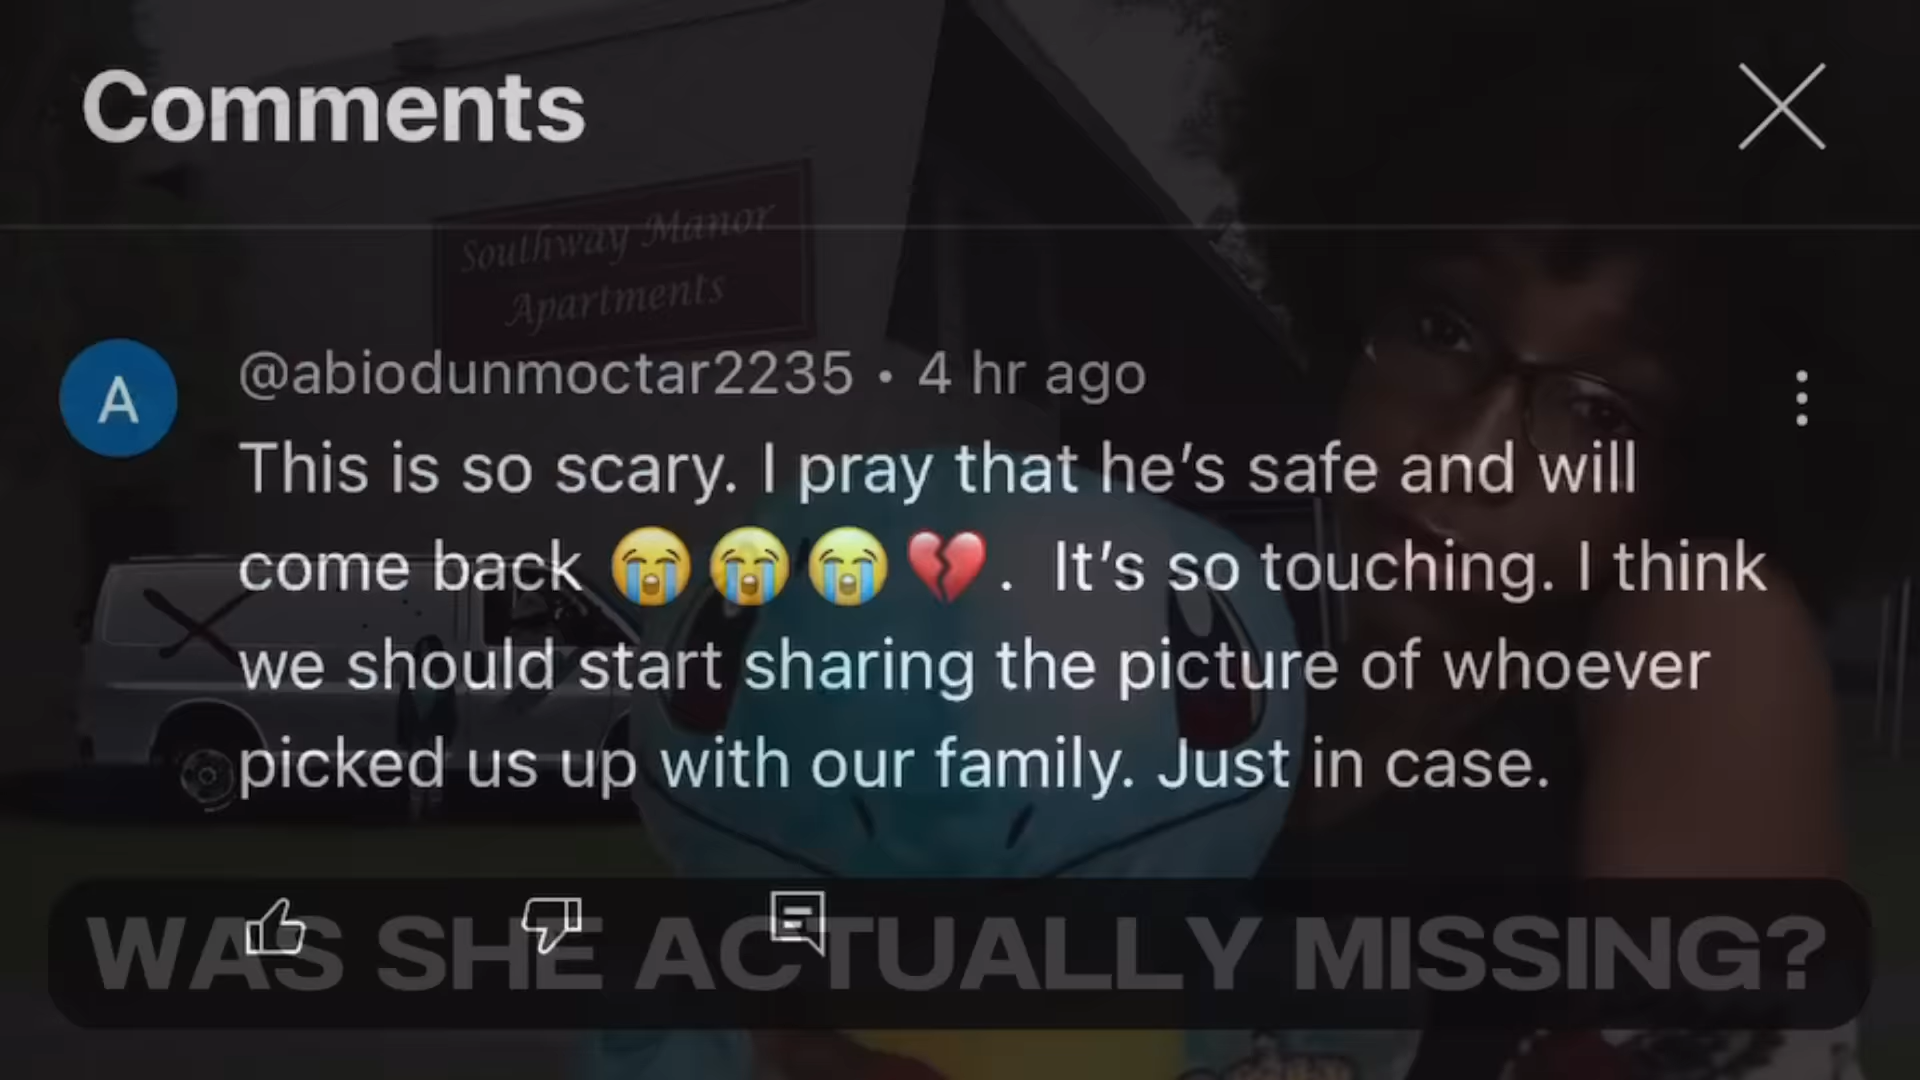 Comments
Southway Manor
Apartments
@abiodunmoctar2235 • 4 hr ago
A
This is so scary. I pray that he’s safe and will
come back 😭😭😭💔. It’s so touching. I think
we should start sharing the picture of whoever
picked us up with our family. Just in case.
WAS SHE ACTUALLY MISSING?